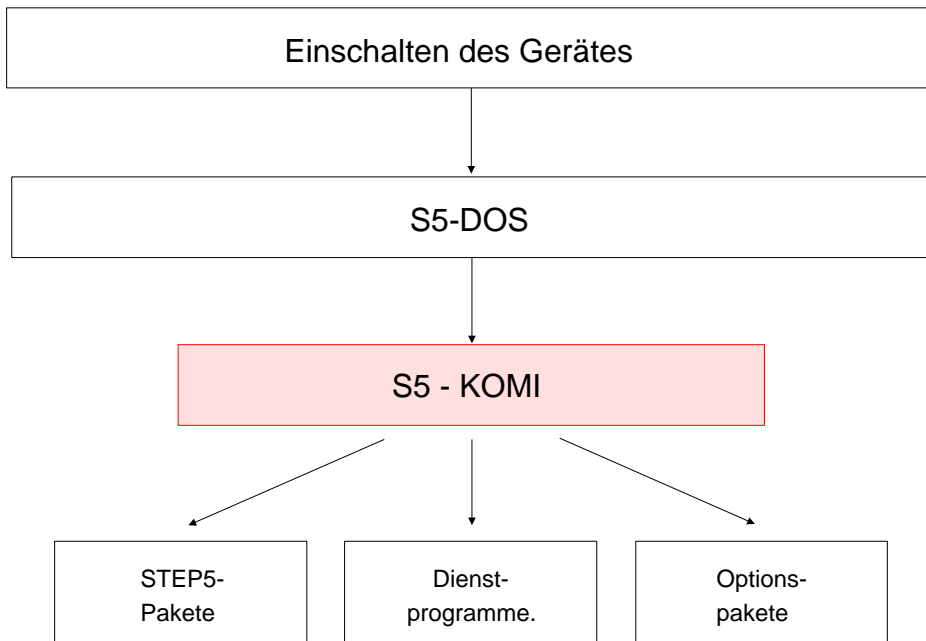 Einschalten des Gerätes
S5-DOS
S5 - KOMI
STEP5-
Pakete
Dienst-
programme.
Options-
pakete